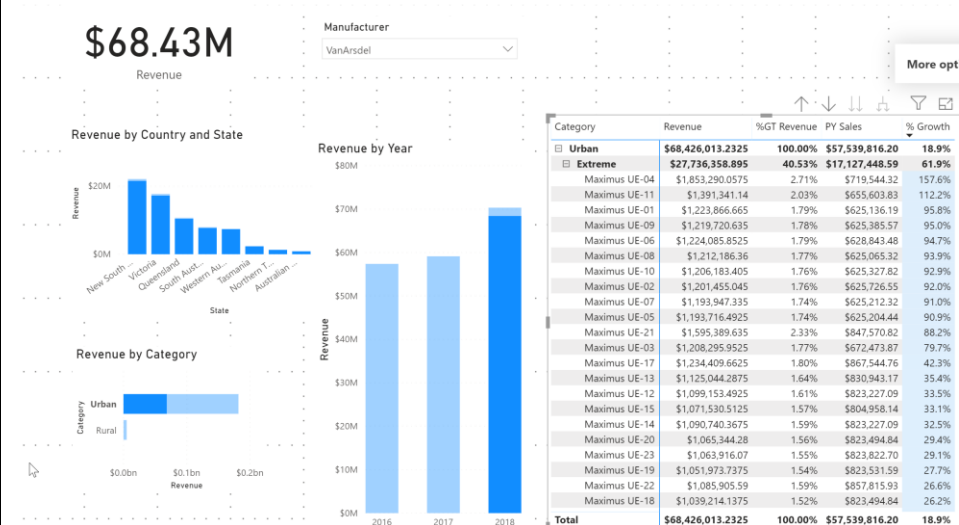 $68.43M
Revenue
Manufacturer
VanArsdel
More opt
Revenue by Country and State
Revenue
$20M
$0M
New South ...
Victoria
Queensland
South Aust...
Western Au...
Tasmania
Northern T...
Australian ...
State
Revenue by Category
Category
Urban
Rural
$0.0bn $0.1bn $0.2bn
Revenue
Revenue by Year
Revenue
$80M
$70M
$60M
$50M
$40M
$30M
$20M
$10M
$0M
2016 2017 2018
Category Revenue %GT Revenue PY Sales % Growth
Urban $68,426,013.2325 100.00% $57,539,816.20 18.9%
Extreme $27,736,358.895 40.53% $17,127,448.59 61.9%
Maximus UE-04 $1,853,290.0575 2.71% $719,544.32 157.6%
Maximus UE-11 $1,391,341.14 2.03% $655,603.83 112.2%
Maximus UE-01 $1,223,866.665 1.79% $625,136.19 95.8%
Maximus UE-09 $1,219,720.635 1.78% $625,385.57 95.0%
Maximus UE-06 $1,224,085.8529 1.79% $628,843.48 94.7%
Maximus UE-08 $1,212,186.36 1.77% $625,065.32 93.9%
Maximus UE-10 $1,206,183.405 1.76% $625,327.82 92.9%
Maximus UE-02 $1,201,455.045 1.76% $625,726.55 92.0%
Maximus UE-07 $1,193,947.335 1.74% $625,212.32 91.0%
Maximus UE-05 $1,193,716.4925 1.74% $625,204.44 90.9%
Maximus UE-21 $1,595,389.635 2.33% $847,570.82 88.2%
Maximus UE-03 $1,208,295.9525 1.77% $672,473.87 79.7%
Maximus UE-17 $1,234,409.6625 1.80% $867,544.76 42.3%
Maximus UE-13 $1,125,044.2875 1.64% $830,943.17 35.4%
Maximus UE-12 $1,099,153.4925 1.61% $823,227.09 33.5%
Maximus UE-15 $1,071,530.5125 1.57% $804,958.14 33.1%
Maximus UE-14 $1,090,740.3675 1.59% $823,227.09 32.5%
Maximus UE-20 $1,065,344.28 1.56% $823,494.84 29.4%
Maximus UE-23 $1,063,916.07 1.55% $823,822.70 29.1%
Maximus UE-19 $1,051,973.7375 1.54% $823,531.59 27.7%
Maximus UE-22 $1,085,905.59 1.59% $857,815.93 26.6%
Maximus UE-18 $1,039,214.1375 1.52% $823,494.84 26.2%
Total $68,426,013.2325 100.00% $57,539,816.20 18.9%